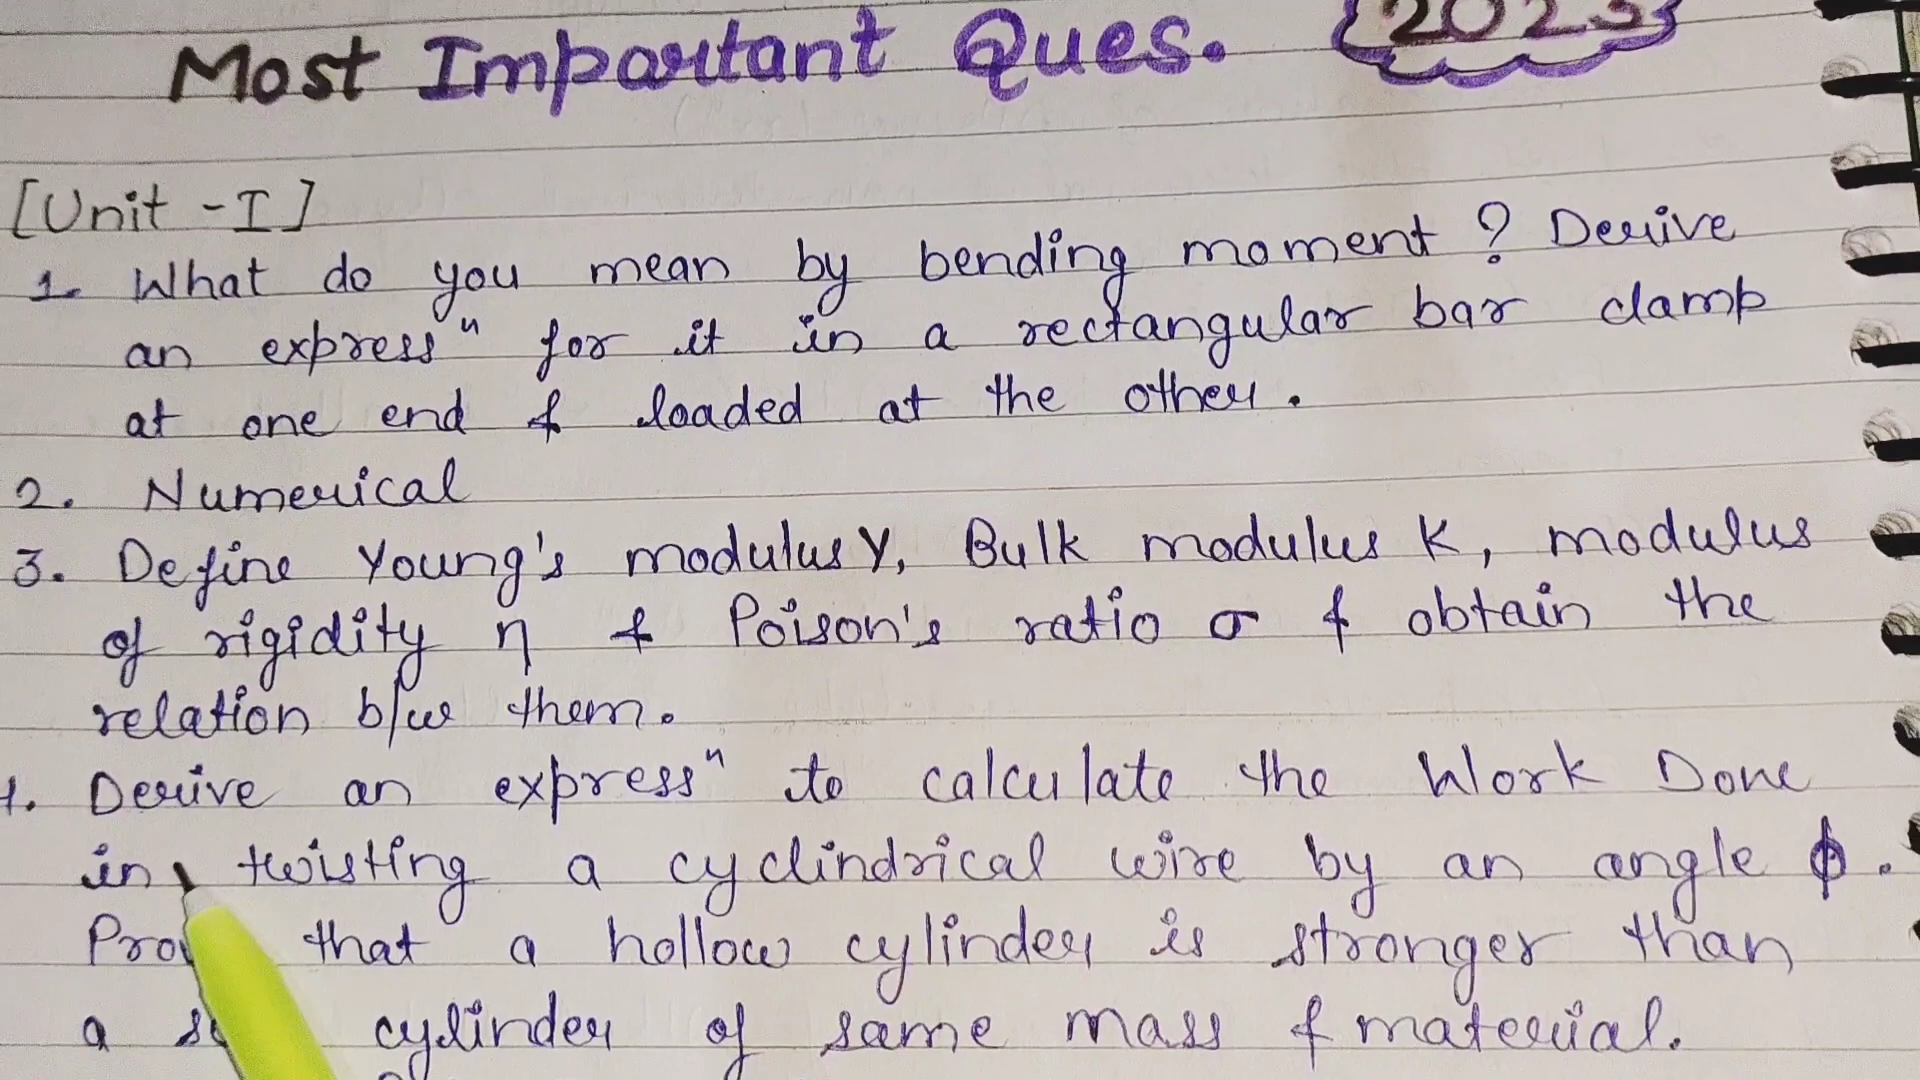 Most Important Ques. 2023
[Unit - I]
1. What do you mean by bending moment ? Derive
an expressⁿ for it in a rectangular bar clamp
at one end & loaded at the other.
2. Numerical
3. Define Young's modulus Y, Bulk modulus K, modulus
of rigidity η & Poison's ratio σ & obtain the
relation b/w them.
Derive an expressⁿ to calculate the Work Done
in twisting a cyclindrical wire by an angle ϕ.
that a hollow cylinder is stronger than
a cylinder of same mass & material.